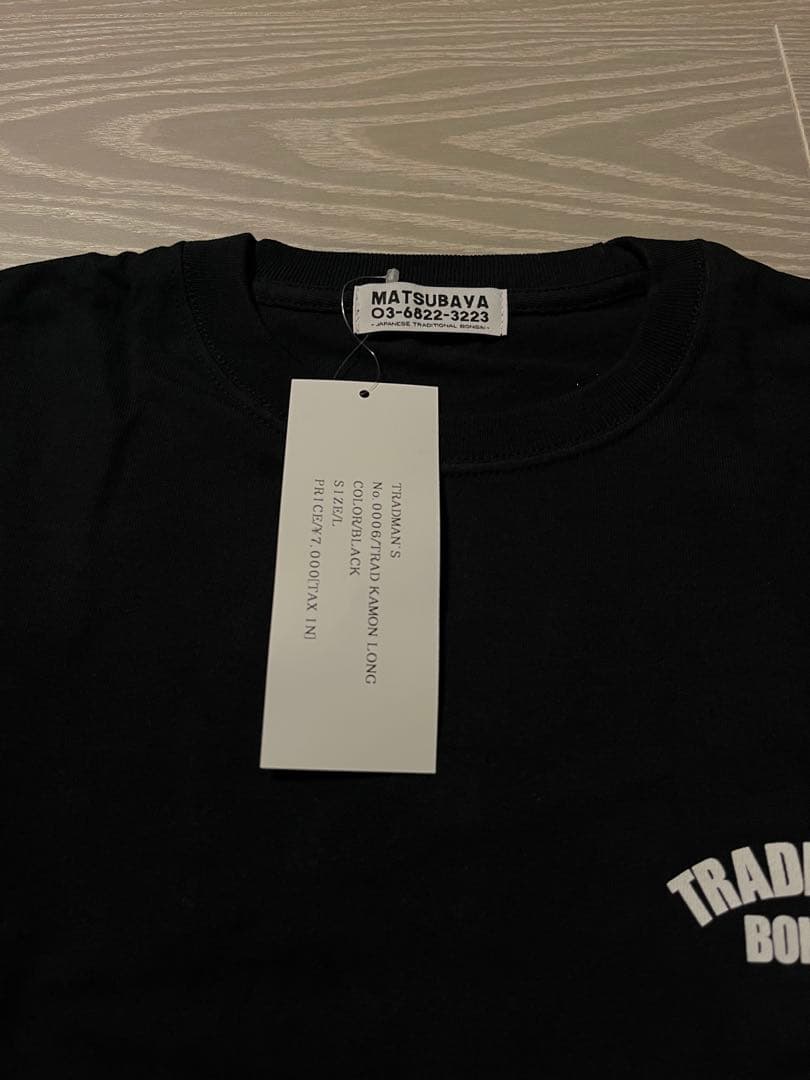 MATSUBAYA
03-6822-3223
- JAPANESE TRADITIONAL BONSAI -
TRADMAN'S
No.0006/TRAD KAMON LONG
COLOR/BLACK
SIZE/L
PRICE/¥7.000[TAX IN]
TRAD
BO